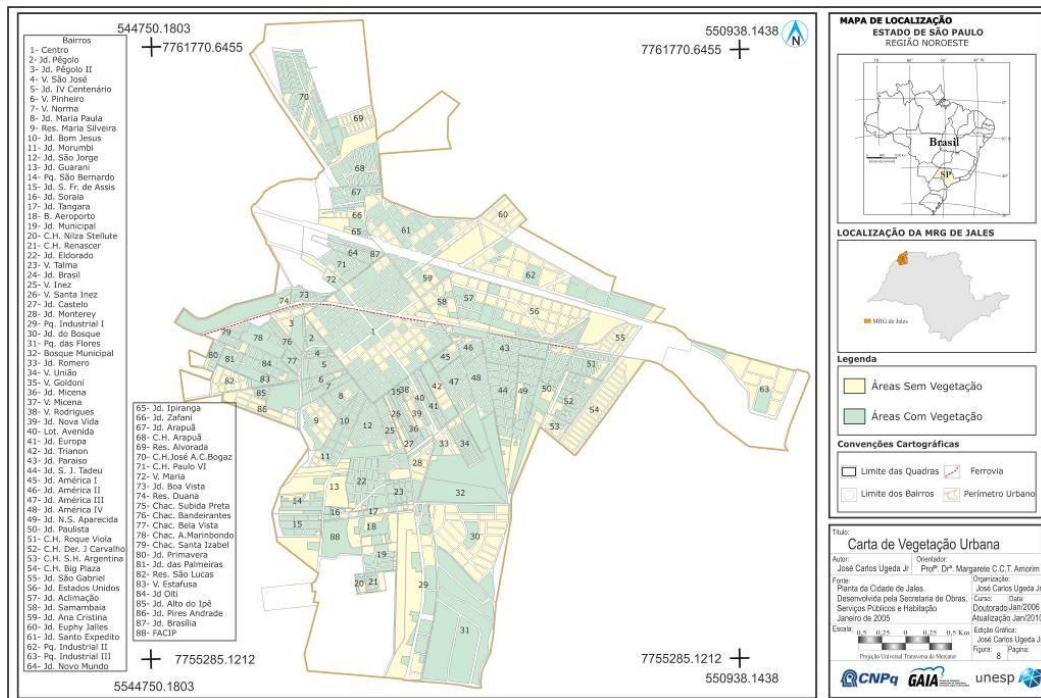 544750.1803
7761770.6455
550938.1438
7761770.6455
N
Bairros
1- Centro
2- Jd. Pêgolo
3- Jd. Pêgolo II
4- V. São José
5- Jd. IV Centenário
6- V. Pinheiro
7- V. Norma
8- Jd. Maria Paula
9- Res. Maria Silveira
10- Jd. Bom Jesus
11- Jd. Morumbi
12- Jd. São Jorge
13- Jd. Guarani
14- Pq. São Bernardo
15- Jd. S. Fr. de Assis
16- Jd. Soraia
17- Jd. Tangara
18- B. Aeroporto
19- Jd. Municipal
20- C.H. Nilza Stellute
21- C.H. Renascer
22- Jd. Eldorado
23- V. Talma
24- Jd. Brasil
25- V. Inez
26- V. Santa Inez
27- Jd. Castelo
28- Jd. Monterey
29- Pq. Industrial I
30- Jd. do Bosque
31- Pq. das Flores
32- Bosque Municipal
33- Jd. Romero
34- V. União
35- V. Goldoni
36- Jd. Micena
37- V. Micena
38- V. Rodrigues
39- Jd. Nova Vida
40- Lot. Avenida
41- Jd. Europa
42- Jd. Trianon
43- Jd. Paraiso
44- Jd. S. J. Tadeu
45- Jd. América I
46- Jd. América II
47- Jd. América III
48- Jd. América IV
49- Jd. N.S. Aparecida
50- Jd. Paulista
51- C.H. Roque Viola
52- C.H. Der. J Carvalho
53- C.H. S.H. Argentina
54- C.H. Big Plaza
55- Jd. São Gabriel
56- Jd. Estados Unidos
57- Jd. Aclimação
58- Jd. Samambaia
59- Jd. Ana Cristina
60- Jd. Euphy Jalles
61- Jd. Santo Expedito
62- Pq. Industrial II
63- Pq. Industrial III
64- Jd. Novo Mundo
65- Jd. Ipiranga
66- Jd. Zafani
67- Jd. Arapuã
68- C.H. Arapuã
69- Res. Alvorada
70- C.H.José A.C.Bogaz
71- C.H. Paulo VI
72- V. Maria
73- Jd. Boa Vista
74- Res. Duana
75- Chac. Subida Preta
76- Chac. Bandeirantes
77- Chac. Bela Vista
78- Chac. A.Marinbondo
79- Chac. Santa Izabel
80- Jd. Primavera
81- Jd. das Palmeiras
82- Res. São Lucas
83- V. Estafusa
84- Jd Oiti
85- Jd. Alto do Ipê
86- Jd. Pires Andrade
87- Jd. Brasília
88- FACIP
7755285.1212
5544750.1803
7755285.1212
550938.1438
MAPA DE LOCALIZAÇÃO
ESTADO DE SÃO PAULO
REGIÃO NOROESTE
Brasil
SP
LOCALIZAÇÃO DA MRG DE JALES
MRG de Jales
Legenda
Áreas Sem Vegetação
Áreas Com Vegetação
Convenções Cartográficas
Limite das Quadras
Ferrovia
Limite dos Bairros
Perímetro Urbano
Título:
Carta de Vegetação Urbana
Autor:
José Carlos Ugeda Jr
Orientador:
Profª. Drª. Margarete C.C.T. Amorim
Fonte:
Planta da Cidade de Jales.
Desenvolvida pela Secretaria de Obras,
Serviços Públicos e Habitação
Janeiro de 2005
Organização:
José Carlos Ugeda Jr
Curso: Data:
Doutorado Jan/2006
Atualização Jan/2010
Escala:
0,5 0,25 0 0,25 0,5 Km
Projeção Universal Transversa de Mercator
Edição Gráfica:
José Carlos Ugeda Jr
Figura: Página:
8
CNPq
GAIA
unesp